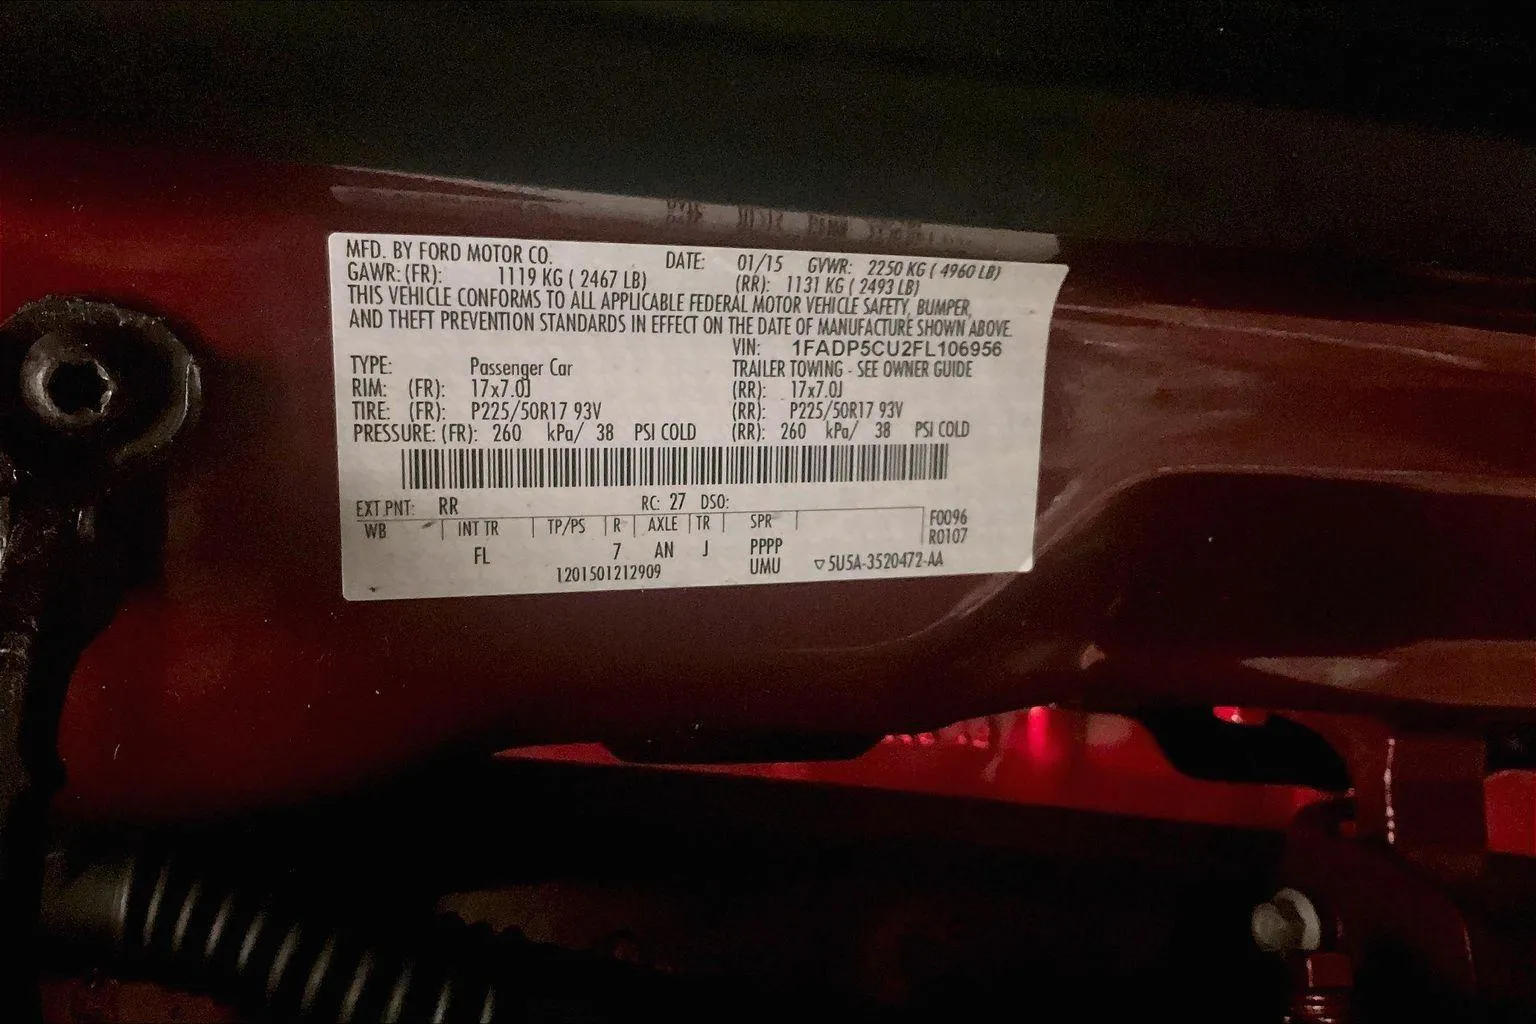 MFD. BY FORD MOTOR CO. DATE: 01/15 GVWR: 2250 KG ( 4960 LB)
GAWR: (FR): 1119 KG ( 2467 LB) (RR): 1131 KG ( 2493 LB)
THIS VEHICLE CONFORMS TO ALL APPLICABLE FEDERAL MOTOR VEHICLE SAFETY, BUMPER,
AND THEFT PREVENTION STANDARDS IN EFFECT ON THE DATE OF MANUFACTURE SHOWN ABOVE.
VIN: 1FADP5CU2FL106956
TYPE: Passenger Car TRAILER TOWING - SEE OWNER GUIDE
RIM: (FR): 17x7.0J (RR): 17x7.0J
TIRE: (FR): P225/50R17 93V (RR): P225/50R17 93V
PRESSURE: (FR): 260 kPa/ 38 PSI COLD (RR): 260 kPa/ 38 PSI COLD
EXT PNT: RR RC: 27 DSO:
WB INT TR TP/PS R AXLE TR SPR F0096
R0107
FL 7 AN J PPPP
1201501212909 UMU ▽5U5A-3520472-AA